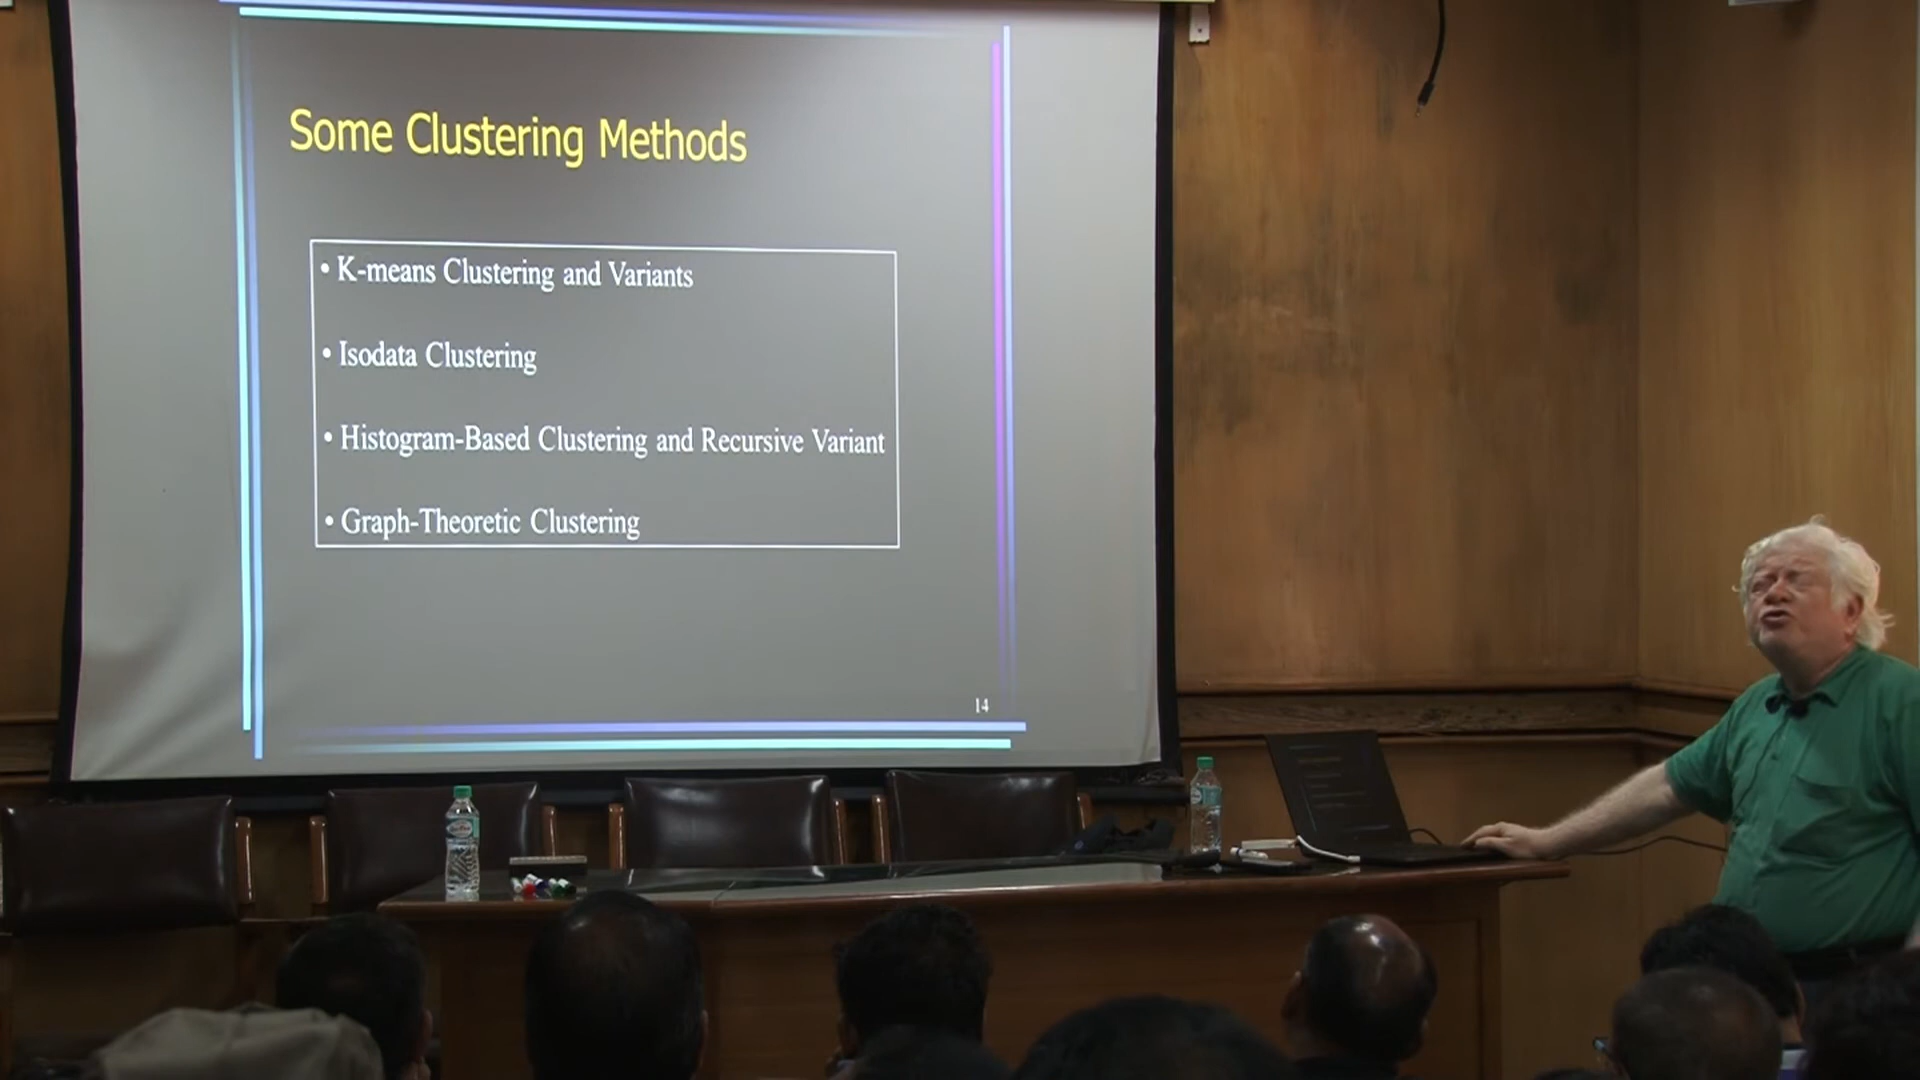 Some Clustering Methods
• K-means Clustering and Variants
• Isodata Clustering
• Histogram-Based Clustering and Recursive Variant
• Graph-Theoretic Clustering
14